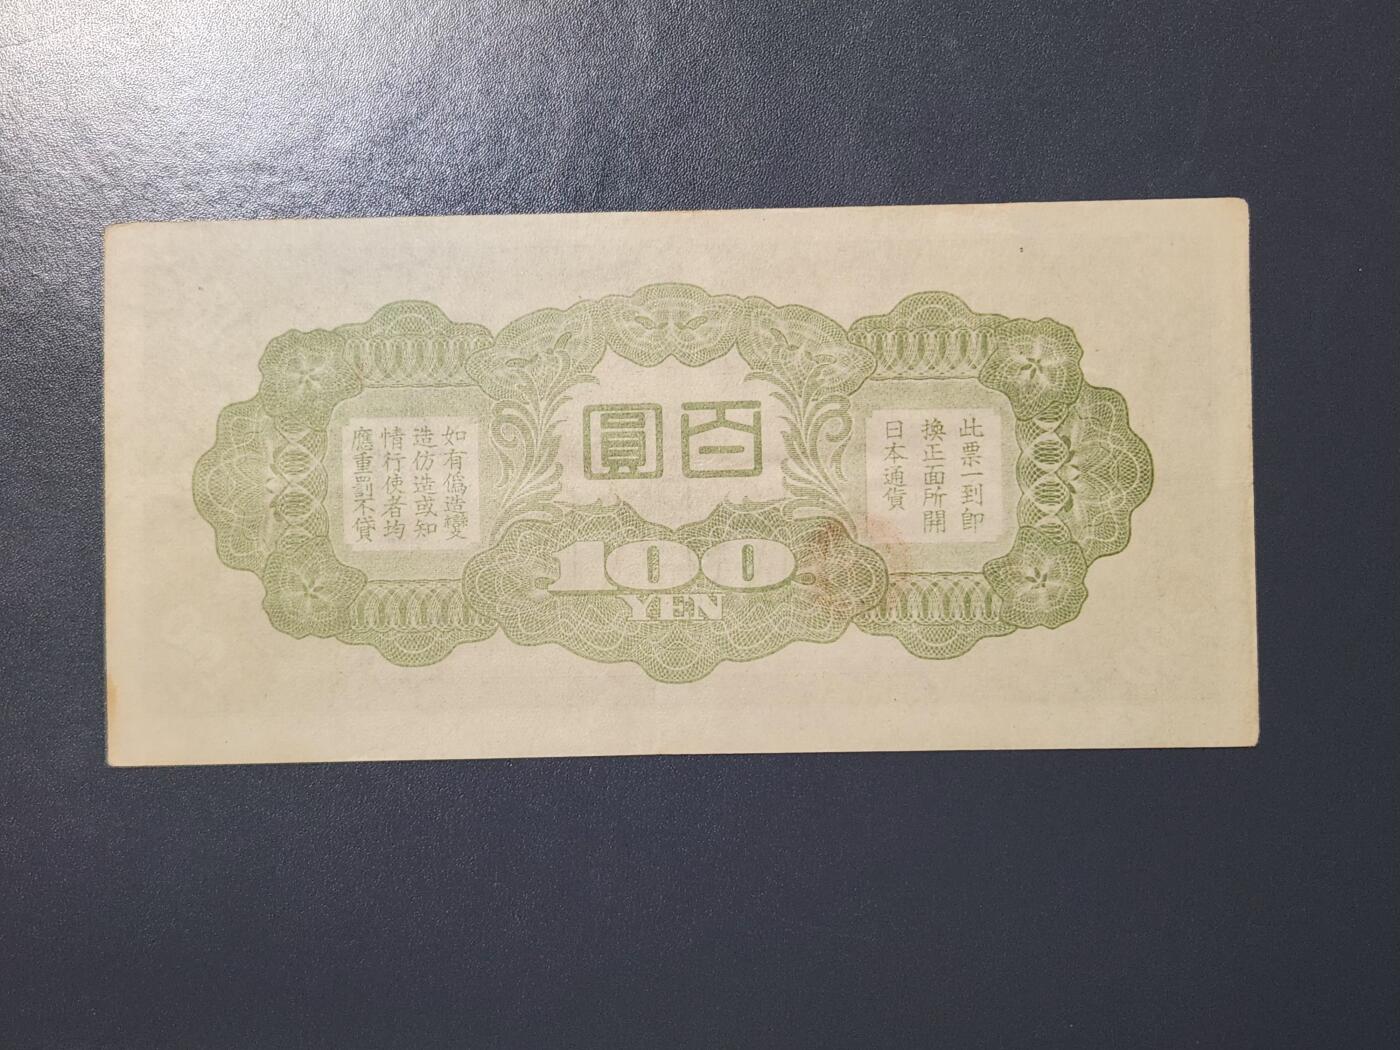 百圓
此票一到即
換正面所開
日本通貨
如有僞造變
造仿造或知
情行使者均
應重罰不貸
100
YEN